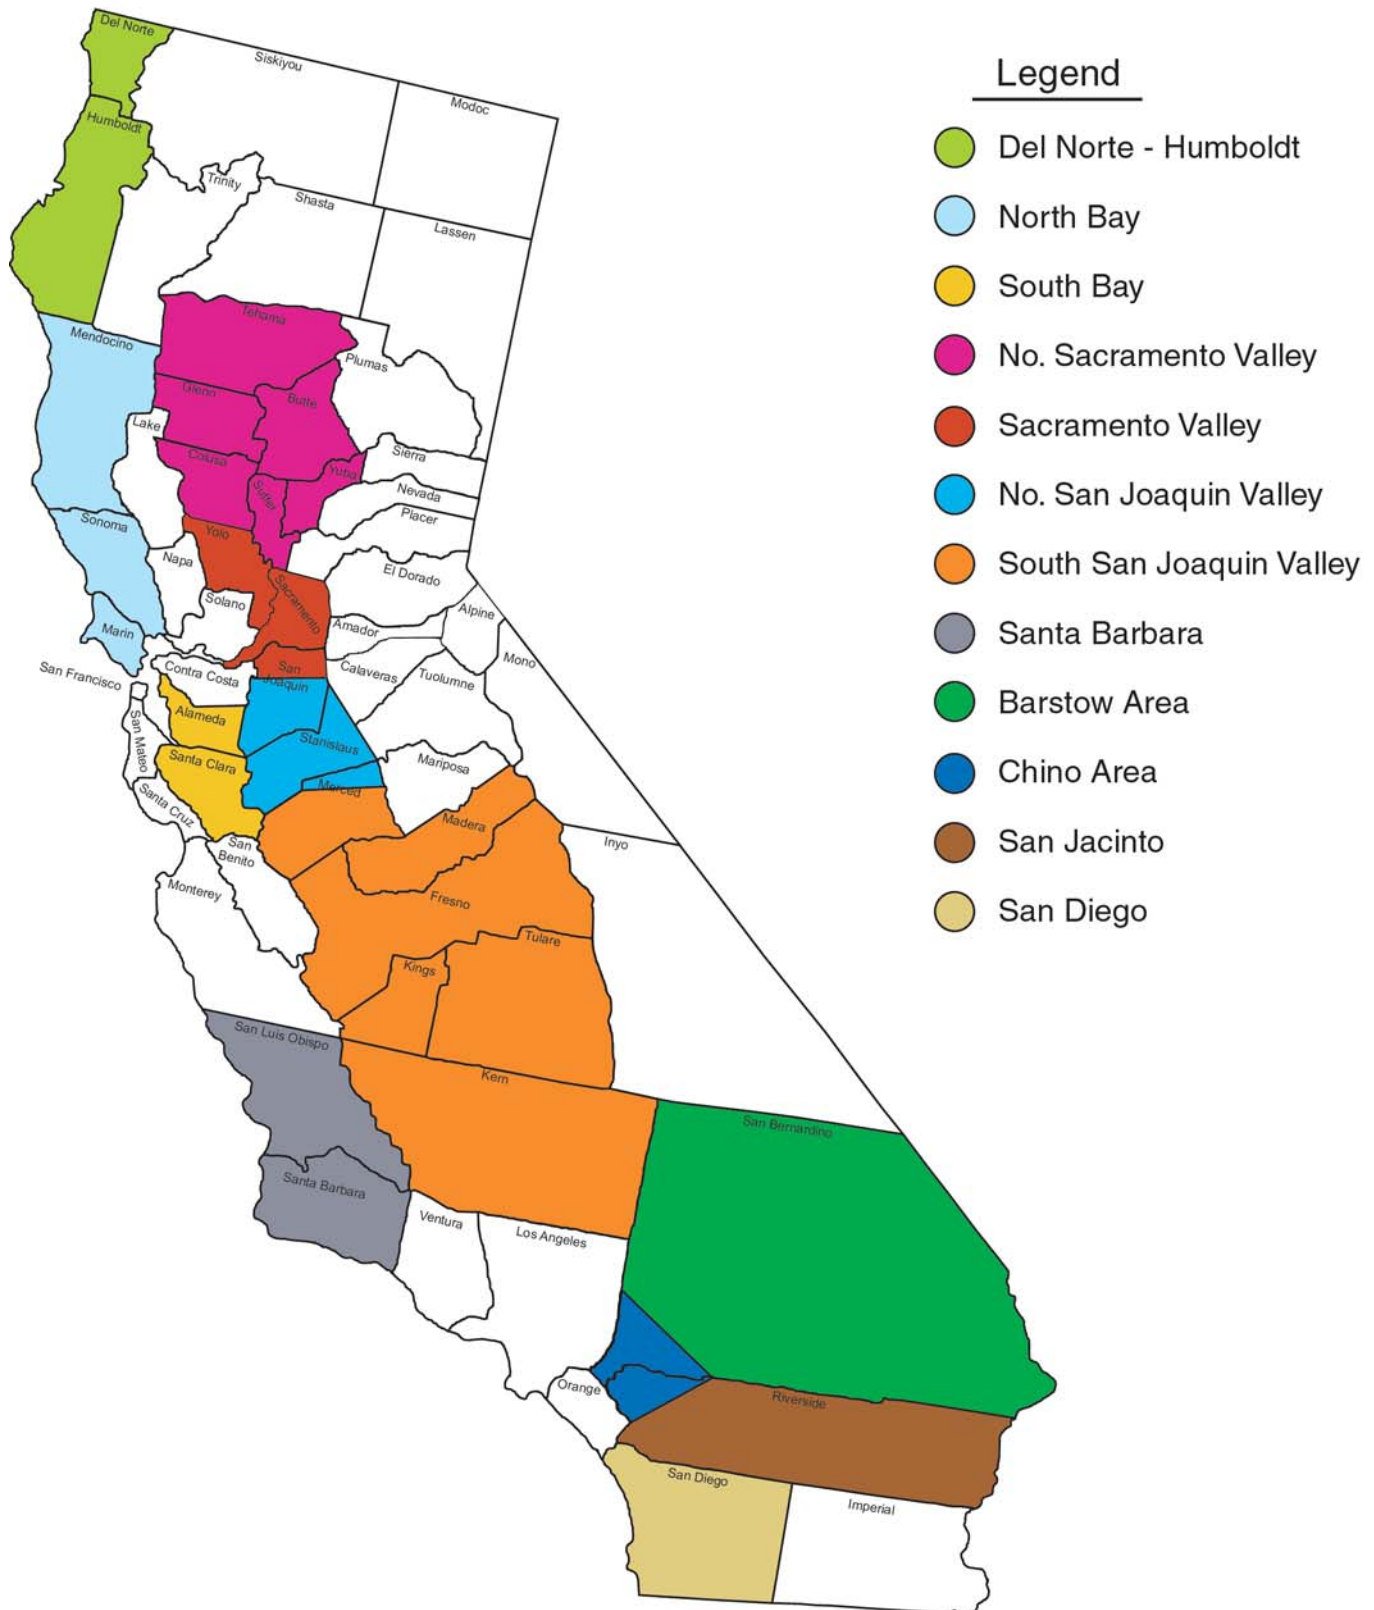 Del Norte
Siskiyou
Modoc
Humboldt
Trinity
Shasta
Lassen
Tehama
Mendocino
Plumas
Glenn
Butte
Lake
Sierra
Colusa
Yuba
Sutter
Nevada
Placer
Sonoma
Yolo
Napa
El Dorado
Sacramento
Solano
Alpine
Marin
Amador
Mono
San Francisco
Contra Costa
San
Joaquin
Calaveras
Tuolumne
Alameda
San Mateo
Stanislaus
Santa Clara
Mariposa
Merced
Santa Cruz
Madera
San
Benito
Inyo
Monterey
Fresno
Tulare
Kings
San Luis Obispo
Kern
San Bernardino
Santa Barbara
Ventura
Los Angeles
Orange
Riverside
San Diego
Imperial
Legend
Del Norte - Humboldt
North Bay
South Bay
No. Sacramento Valley
Sacramento Valley
No. San Joaquin Valley
South San Joaquin Valley
Santa Barbara
Barstow Area
Chino Area
San Jacinto
San Diego